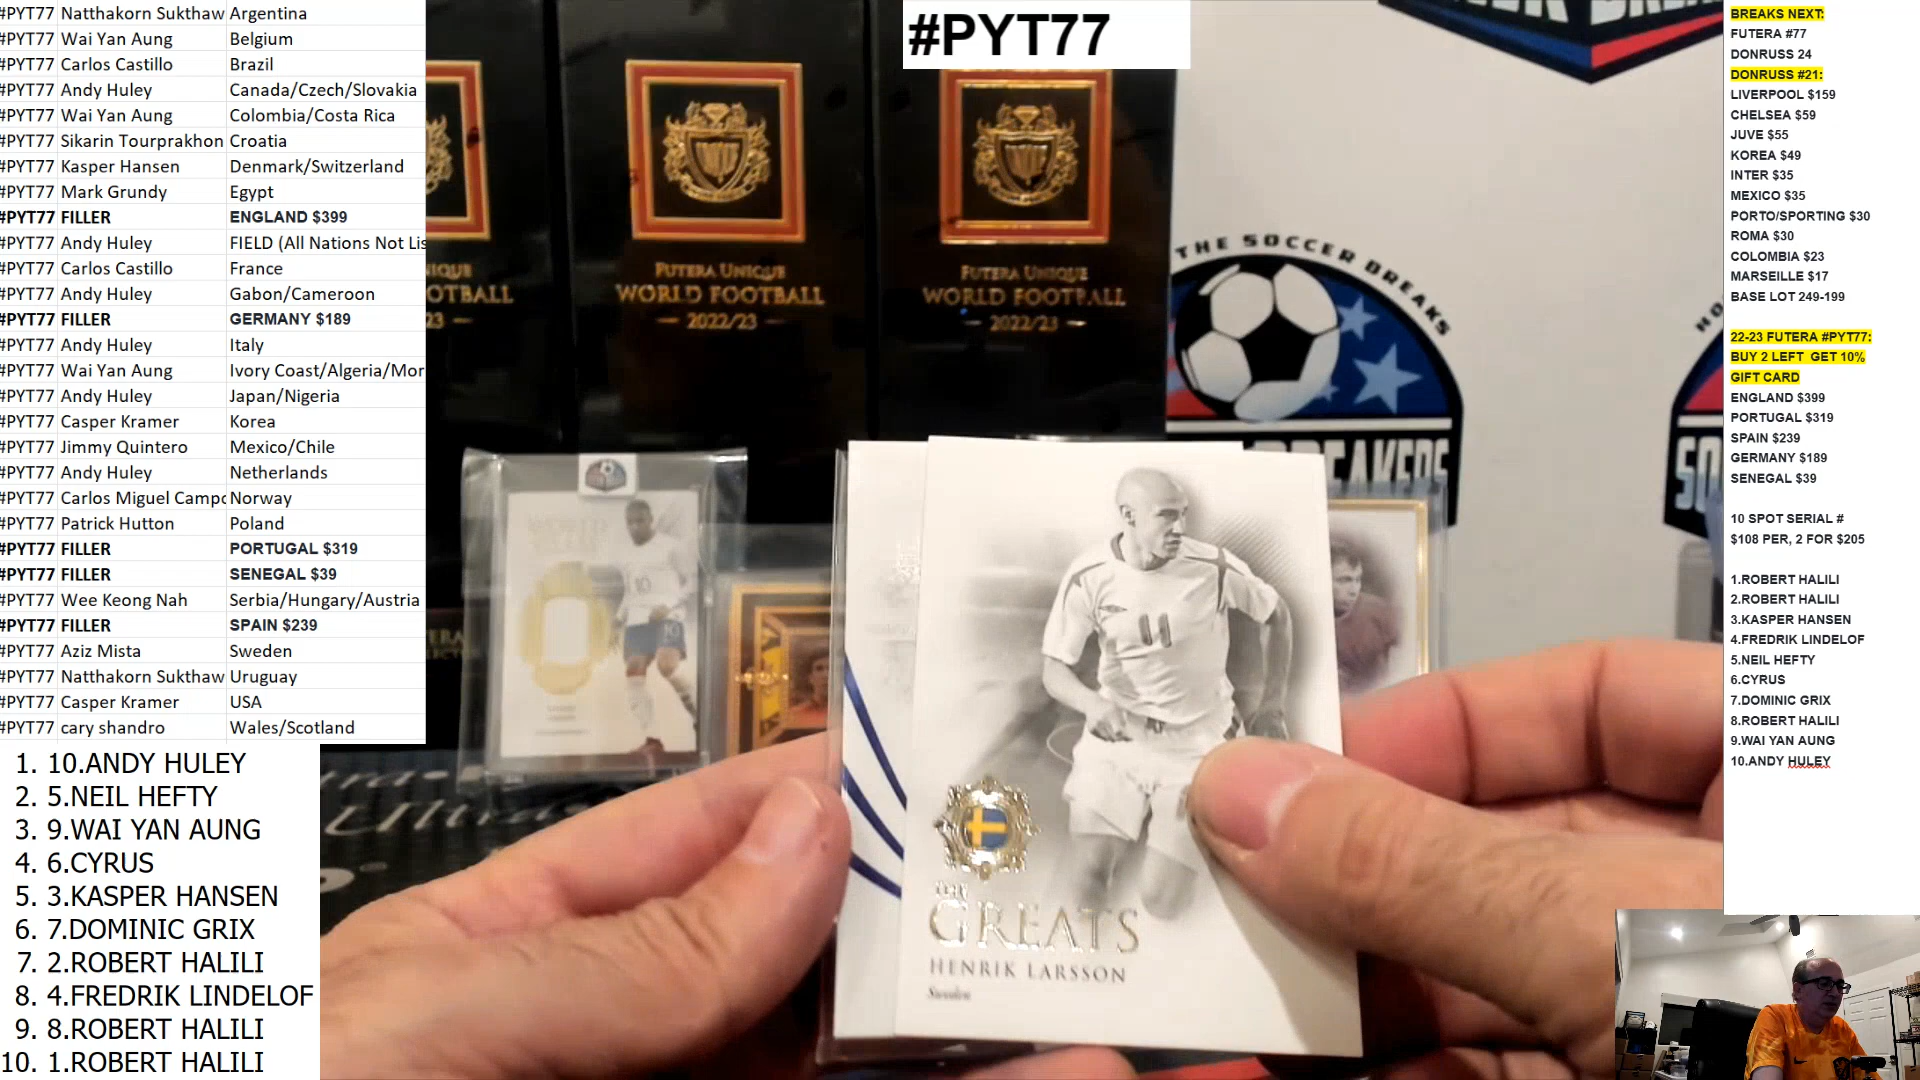 #PYT77 Natthakorn Sukthaw Argentina
#PYT77 Wai Yan Aung Belgium
#PYT77 Carlos Castillo Brazil
#PYT77 Andy Huley Canada/Czech/Slovakia
#PYT77 Wai Yan Aung Colombia/Costa Rica
#PYT77 Sikarin Tourprakhon Croatia
#PYT77 Kasper Hansen Denmark/Switzerland
#PYT77 Mark Grundy Egypt
#PYT77 FILLER ENGLAND $399
#PYT77 Andy Huley FIELD (All Nations Not Lis
#PYT77 Carlos Castillo France
#PYT77 Andy Huley Gabon/Cameroon
#PYT77 FILLER GERMANY $189
#PYT77 Andy Huley Italy
#PYT77 Wai Yan Aung Ivory Coast/Algeria/Mor
#PYT77 Andy Huley Japan/Nigeria
#PYT77 Casper Kramer Korea
#PYT77 Jimmy Quintero Mexico/Chile
#PYT77 Andy Huley Netherlands
#PYT77 Carlos Miguel Campo Norway
#PYT77 Patrick Hutton Poland
#PYT77 FILLER PORTUGAL $319
#PYT77 FILLER SENEGAL $39
#PYT77 Wee Keong Nah Serbia/Hungary/Austria
#PYT77 FILLER SPAIN $239
#PYT77 Aziz Mista Sweden
#PYT77 Natthakorn Sukthaw Uruguay
#PYT77 Casper Kramer USA
#PYT77 cary shandro Wales/Scotland
1. 10.ANDY HULEY
2. 5.NEIL HEFTY
3. 9.WAI YAN AUNG
4. 6.CYRUS
5. 3.KASPER HANSEN
6. 7.DOMINIC GRIX
7. 2.ROBERT HALILI
8. 4.FREDRIK LINDELOF
9. 8.ROBERT HALILI
10. 1.ROBERT HALILI
#PYT77
FUTERA UNIQUE
WORLD FOOTBALL
2022/23
FUTERA UNIQUE
WORLD FOOTBALL
2022/23
THE SOCCER BREAKS
10
11
THE
GREATS
HENRIK LARSSON
Sweden
BREAKS NEXT:
FUTERA #77
DONRUSS 24
DONRUSS #21:
LIVERPOOL $159
CHELSEA $59
JUVE $55
KOREA $49
INTER $35
MEXICO $35
PORTO/SPORTING $30
ROMA $30
COLOMBIA $23
MARSEILLE $17
BASE LOT 249-199
22-23 FUTERA #PYT77:
BUY 2 LEFT GET 10%
GIFT CARD
ENGLAND $399
PORTUGAL $319
SPAIN $239
GERMANY $189
SENEGAL $39
10 SPOT SERIAL #
$108 PER, 2 FOR $205
1.ROBERT HALILI
2.ROBERT HALILI
3.KASPER HANSEN
4.FREDRIK LINDELOF
5.NEIL HEFTY
6.CYRUS
7.DOMINIC GRIX
8.ROBERT HALILI
9.WAI YAN AUNG
10.ANDY HULEY